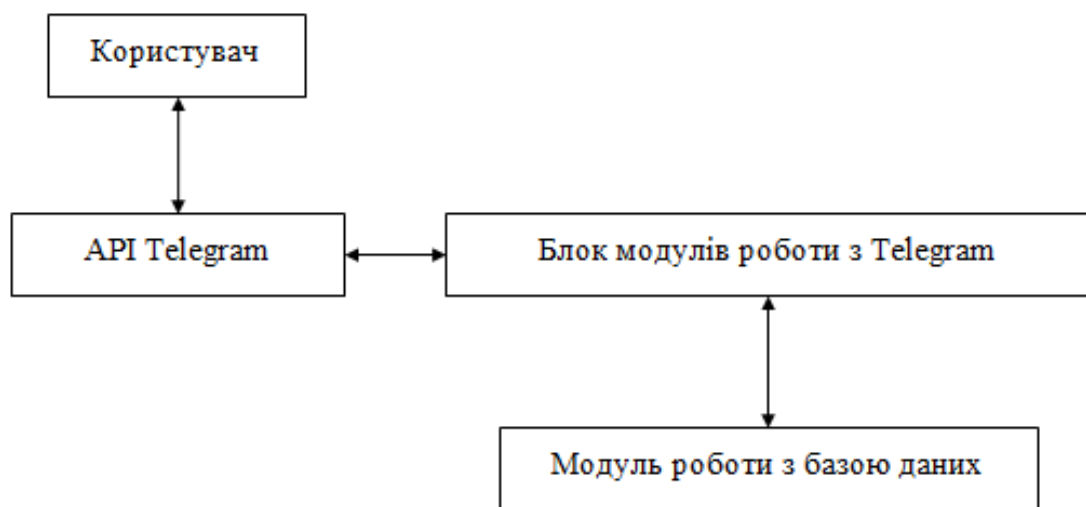 Користувач
API Telegram
Блок модулів роботи з Telegram
Модуль роботи з базою даних